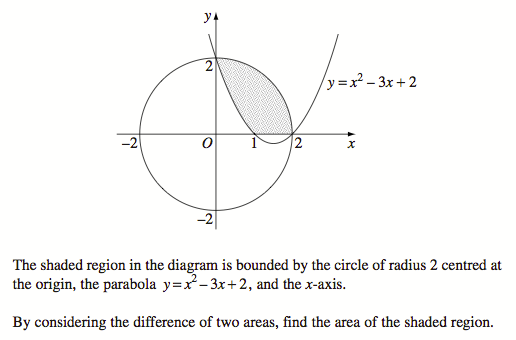 y
2
y = x² – 3x + 2
–2
O
1
2
x
–2
The shaded region in the diagram is bounded by the circle of radius 2 centred at
the origin, the parabola y = x² – 3x + 2, and the x-axis.
By considering the difference of two areas, find the area of the shaded region.